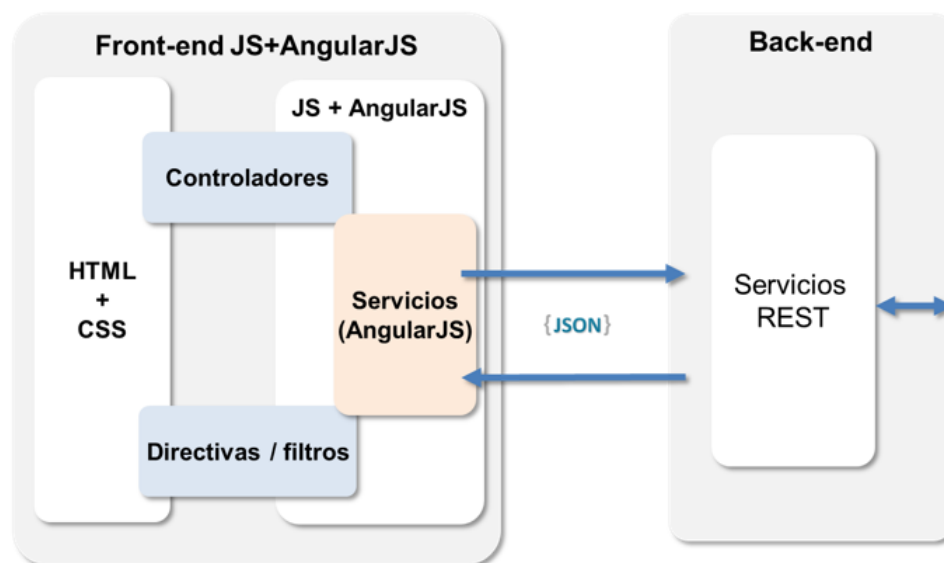 Front-end JS+AngularJS
Back-end
JS + AngularJS
Controladores
HTML
+
CSS
Servicios
(AngularJS)
{JSON}
Servicios
REST
Directivas / filtros